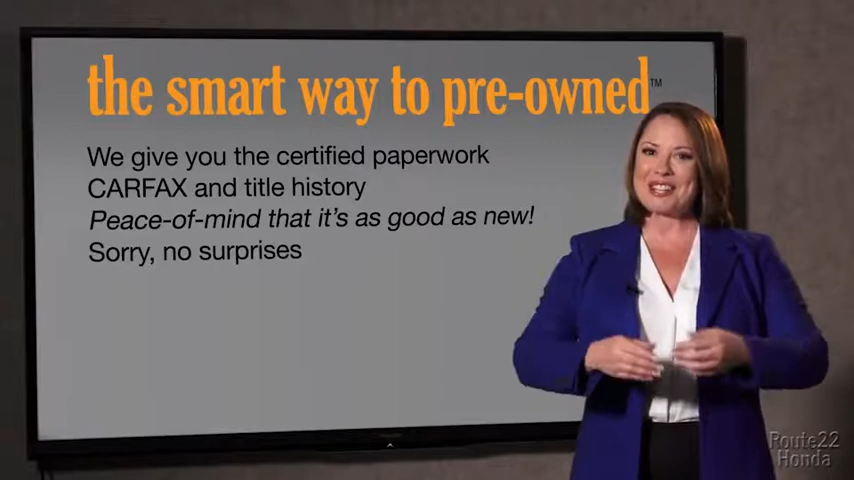 the smart way to pre-owned™
We give you the certified paperwork
CARFAX and title history
Peace-of-mind that it's as good as new!
Sorry, no surprises
Route22
Honda